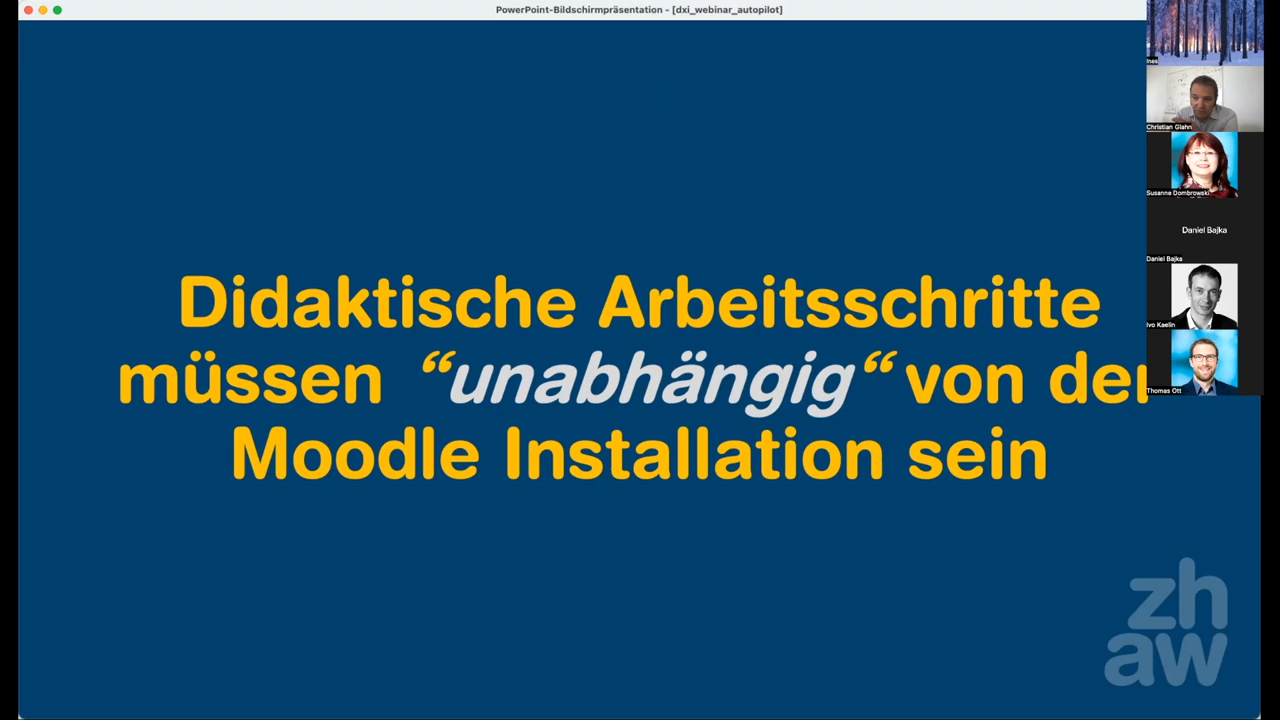 PowerPoint-Bildschirmpräsentation - [dxi_webinar_autopilot]
Didaktische Arbeitsschritte
müssen “unabhängig“ von der
Moodle Installation sein
zh
aw
Ines
Christian Glahn
Susanne Dombrowski
Daniel Bajka
Daniel Bajka
Ivo Kaelin
Thomas Ott